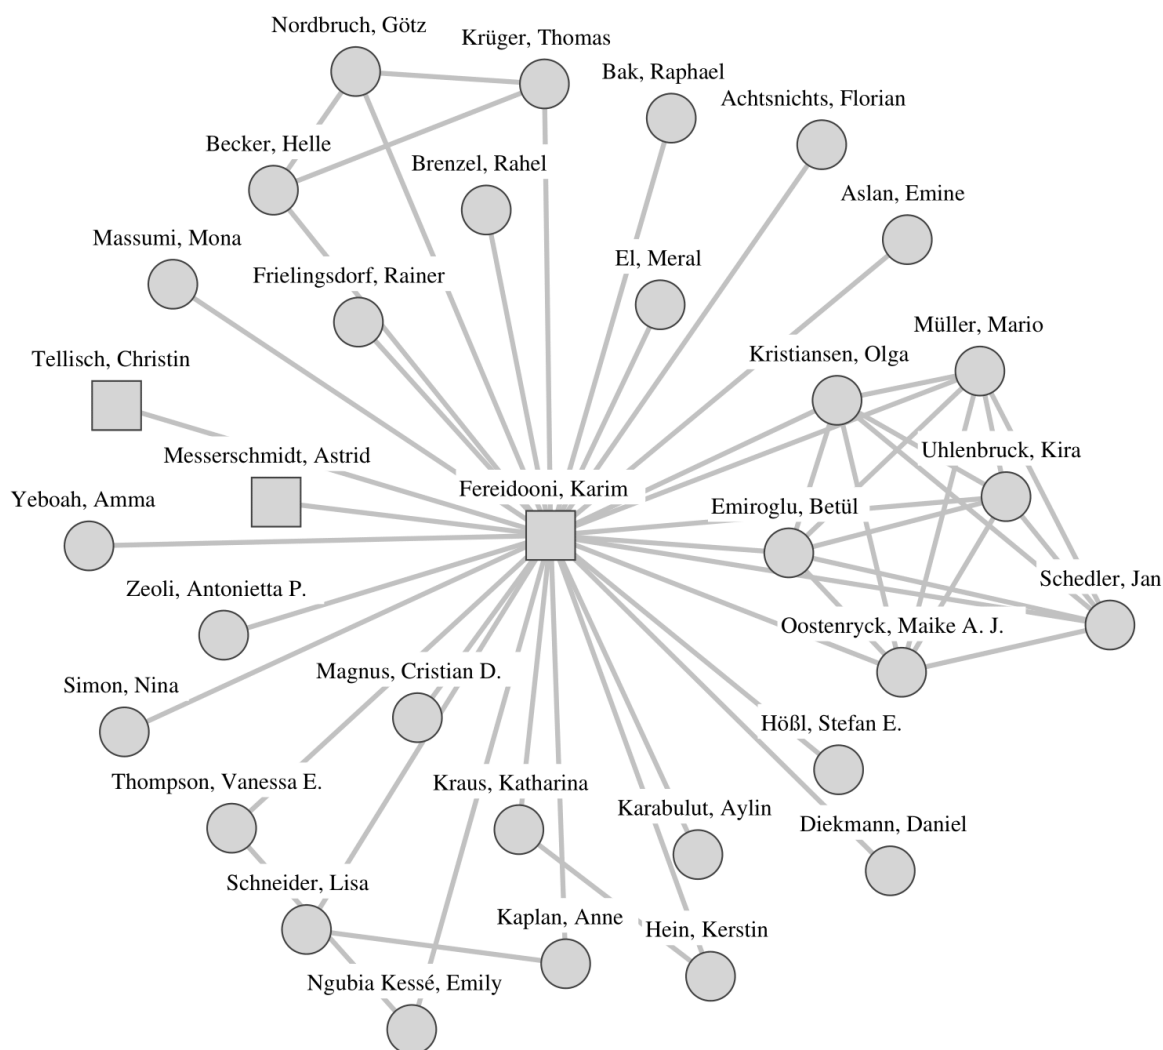 Nordbruch, Götz
Krüger, Thomas
Bak, Raphael
Achtsnichts, Florian
Becker, Helle
Brenzel, Rahel
Aslan, Emine
Massumi, Mona
Frielingsdorf, Rainer
El, Meral
Müller, Mario
Tellisch, Christin
Kristiansen, Olga
Messerschmidt, Astrid
Uhlenbruck, Kira
Yeboah, Amma
Fereidooni, Karim
Emiroglu, Betül
Zeoli, Antonietta P.
Schedler, Jan
Oostenryck, Maike A. J.
Simon, Nina
Magnus, Cristian D.
Hößl, Stefan E.
Thompson, Vanessa E.
Kraus, Katharina
Karabulut, Aylin
Diekmann, Daniel
Schneider, Lisa
Kaplan, Anne
Hein, Kerstin
Ngubia Kessé, Emily